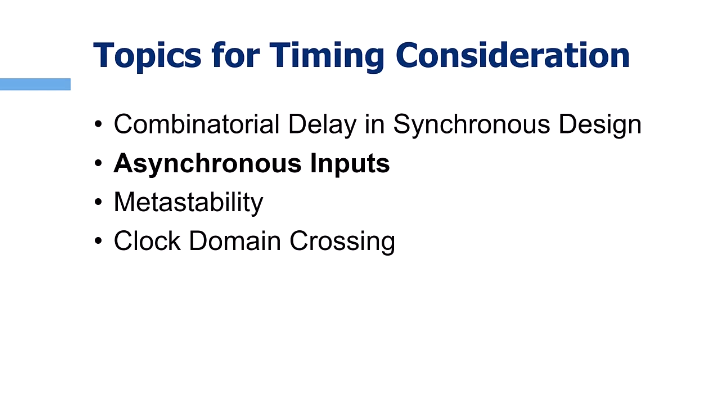 Topics for Timing Consideration
• Combinatorial Delay in Synchronous Design
• Asynchronous Inputs
• Metastability
• Clock Domain Crossing